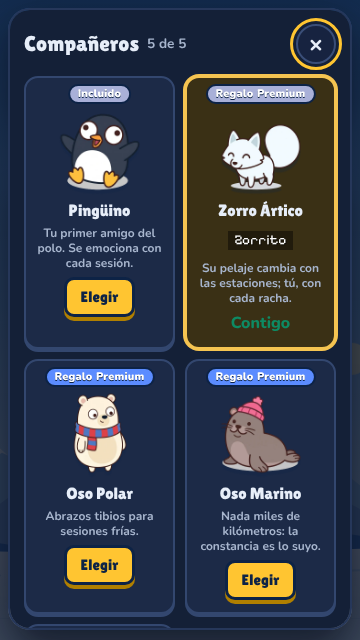 Compañeros 5 de 5
Incluido
Pingüino
Tu primer amigo del
polo. Se emociona con
cada sesión.
Elegir
Regalo Premium
Zorro Ártico
Zorrito
Su pelaje cambia con
las estaciones; tú, con
cada racha.
Contigo
Regalo Premium
Oso Polar
Abrazos tibios para
sesiones frías.
Elegir
Regalo Premium
Oso Marino
Nada miles de
kilómetros: la
constancia es lo suyo.
Elegir